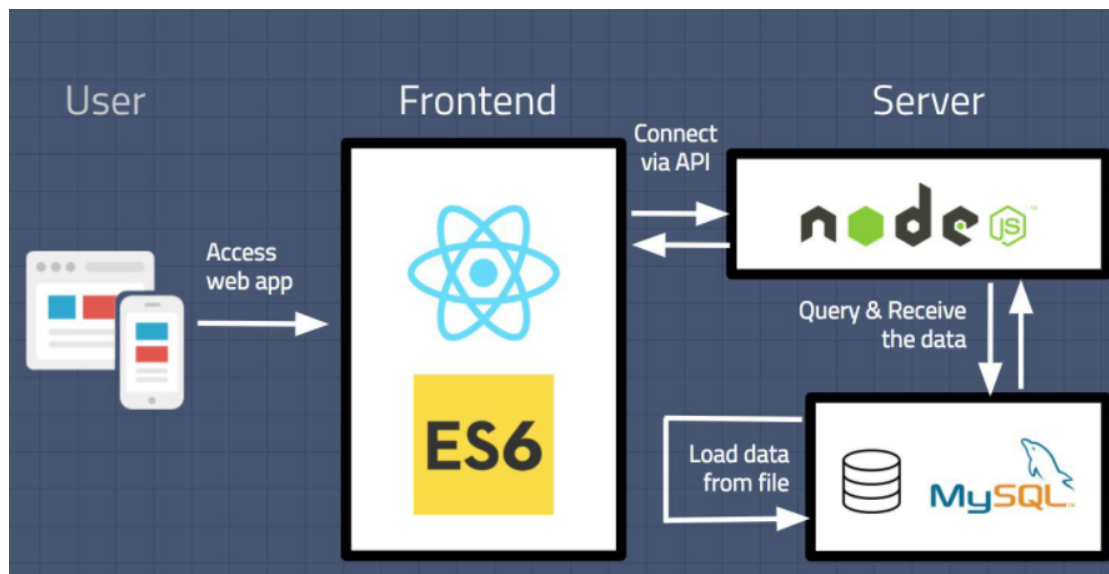 User
Frontend
Server
Connect
via API
node
JS
Access
web app
Query & Receive
the data
ES6
Load data
from file
MySQL